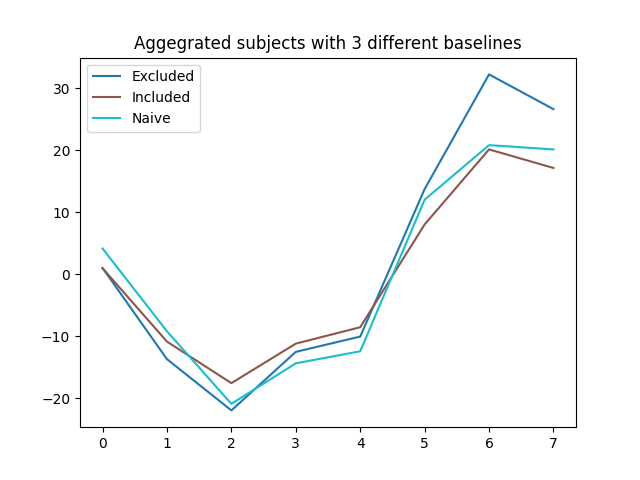 Aggegrated subjects with 3 different baselines
Excluded
Included
Naive
30
20
10
0
−10
−20
0 1 2 3 4 5 6 7